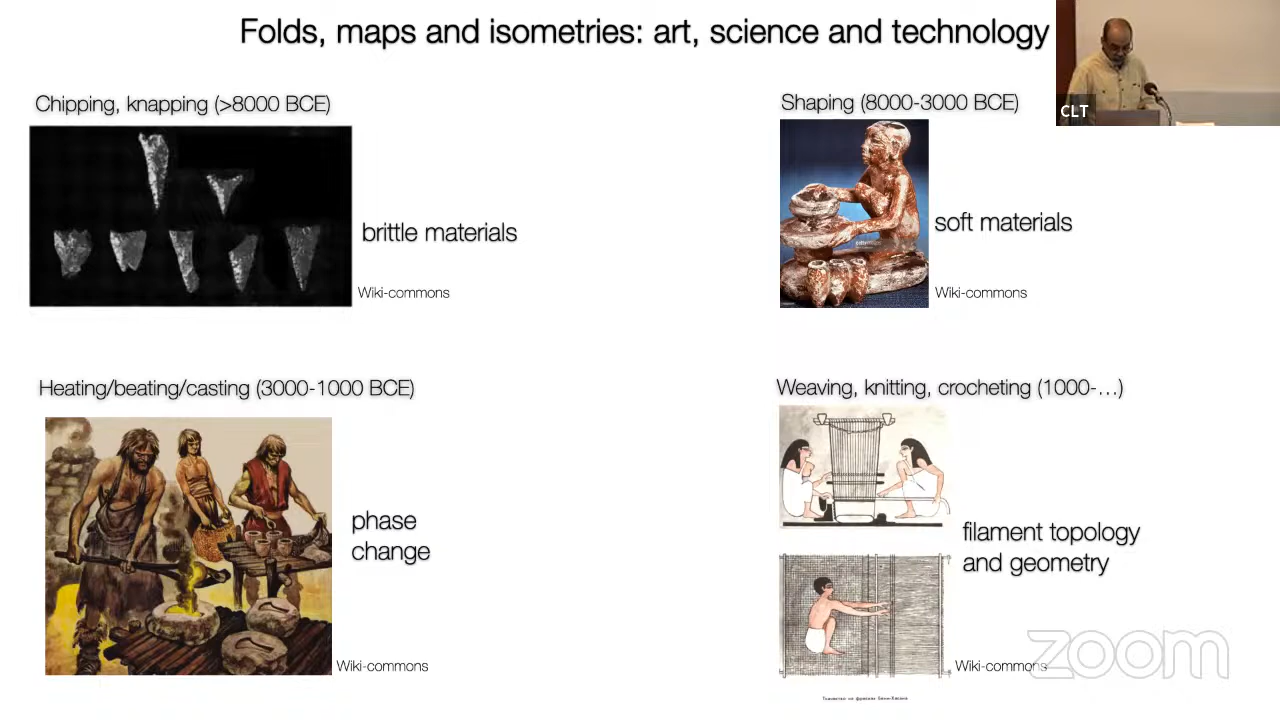 Folds, maps and isometries: art, science and technology
CLT
Chipping, knapping (>8000 BCE)
brittle materials
Wiki-commons
Shaping (8000-3000 BCE)
soft materials
Wiki-commons
Heating/beating/casting (3000-1000 BCE)
phase
change
Wiki-commons
Weaving, knitting, crocheting (1000-…)
filament topology
and geometry
Wiki-commons
zoom